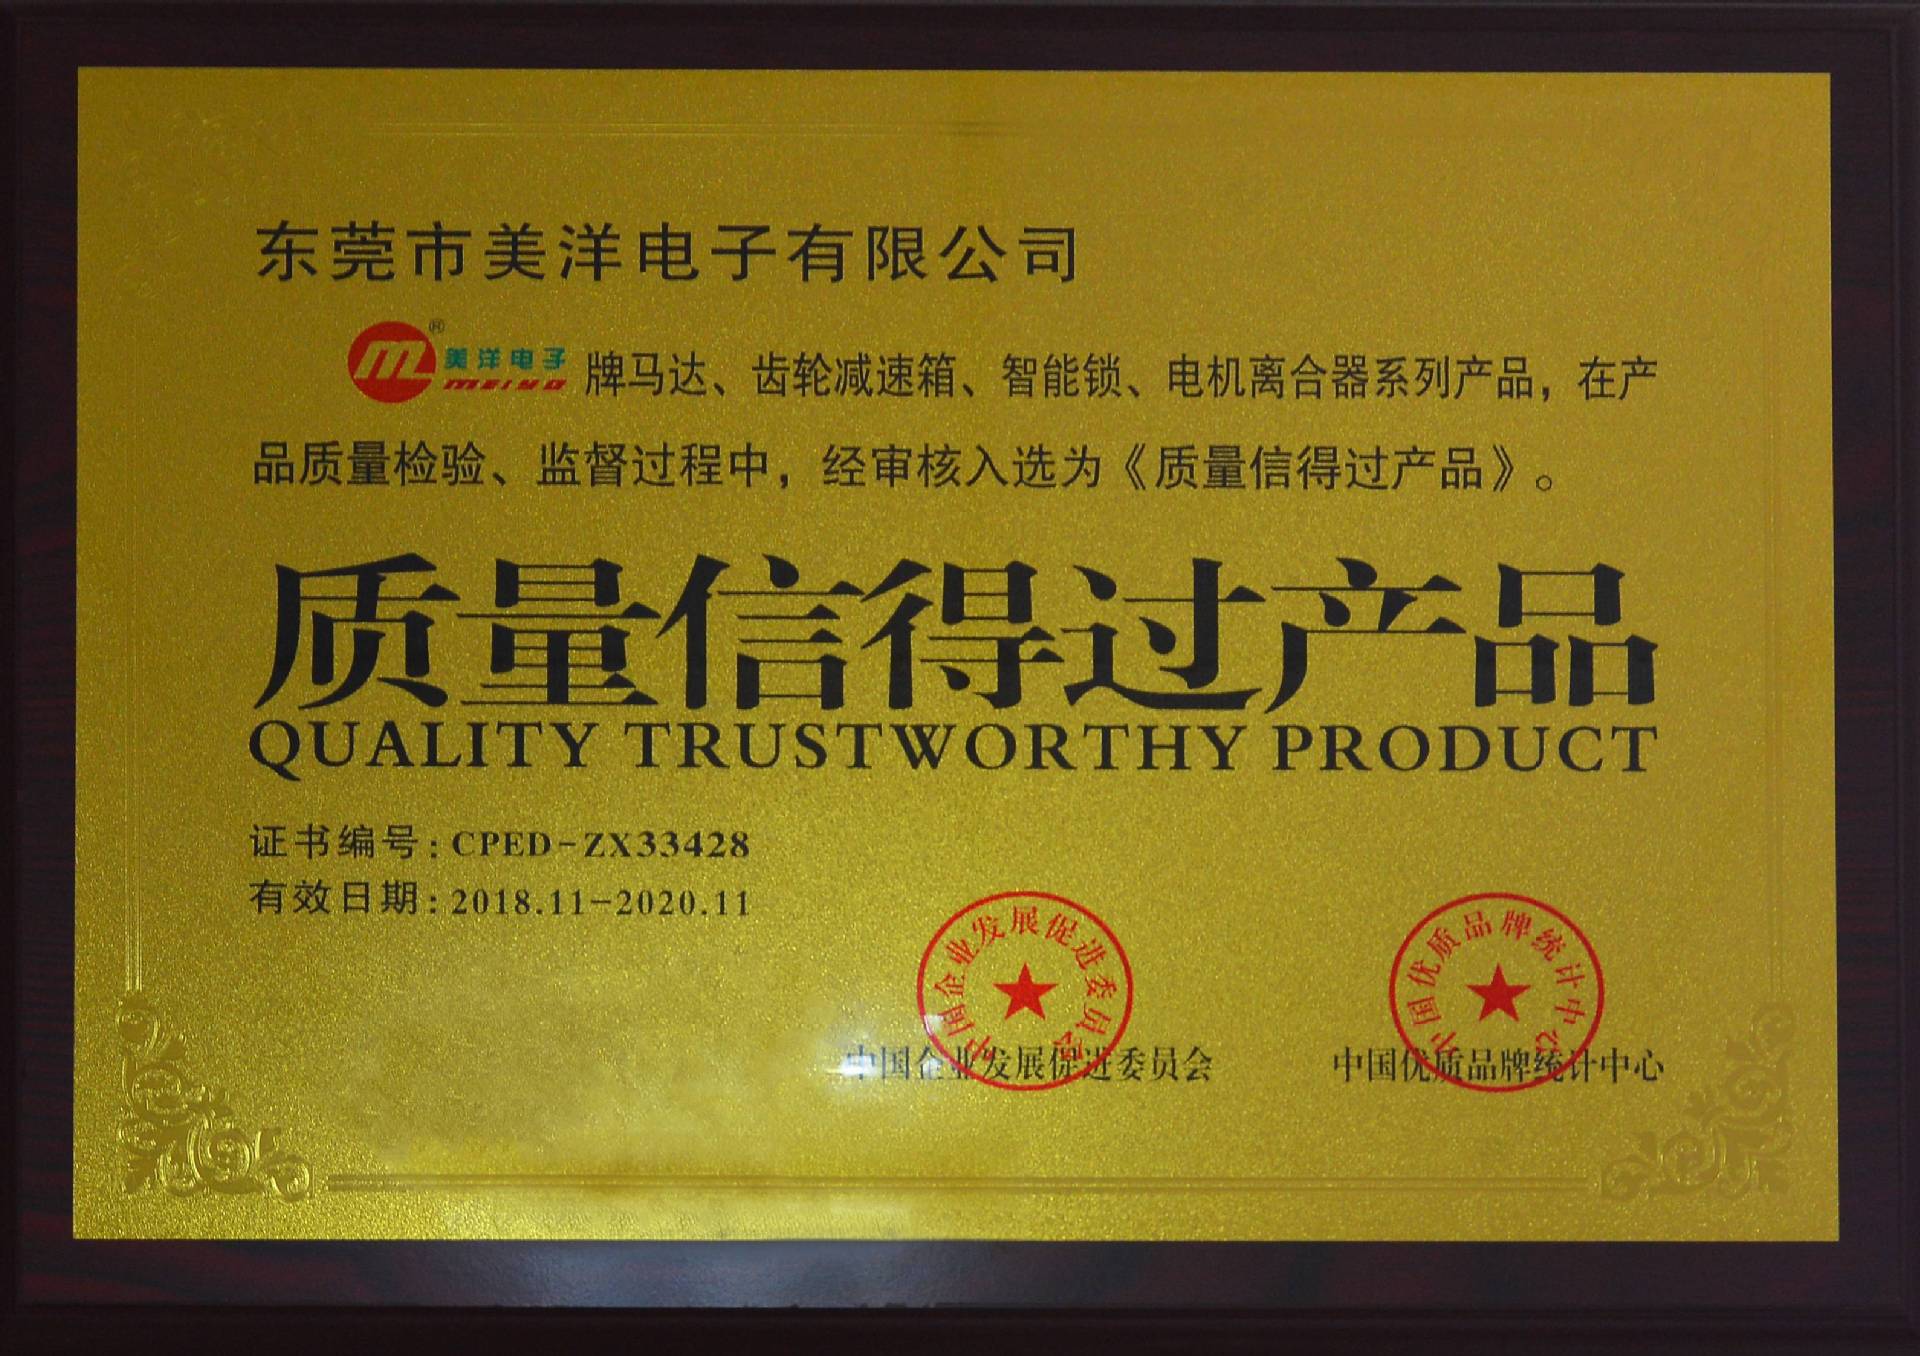 东莞市美洋电子有限公司
® 美洋电子 牌马达、齿轮减速箱、智能锁、电机离合器系列产品，在产
MEIYA
品质量检验、监督过程中，经审核入选为《质量信得过产品》。
质量信得过产品
QUALITY TRUSTWORTHY PRODUCT
证书编号：CPED-ZX33428
有效日期：2018.11-2020.11
中国企业发展促进委员会
中国优质品牌统计中心
中国企业发展促进委员会
中国优质品牌统计中心